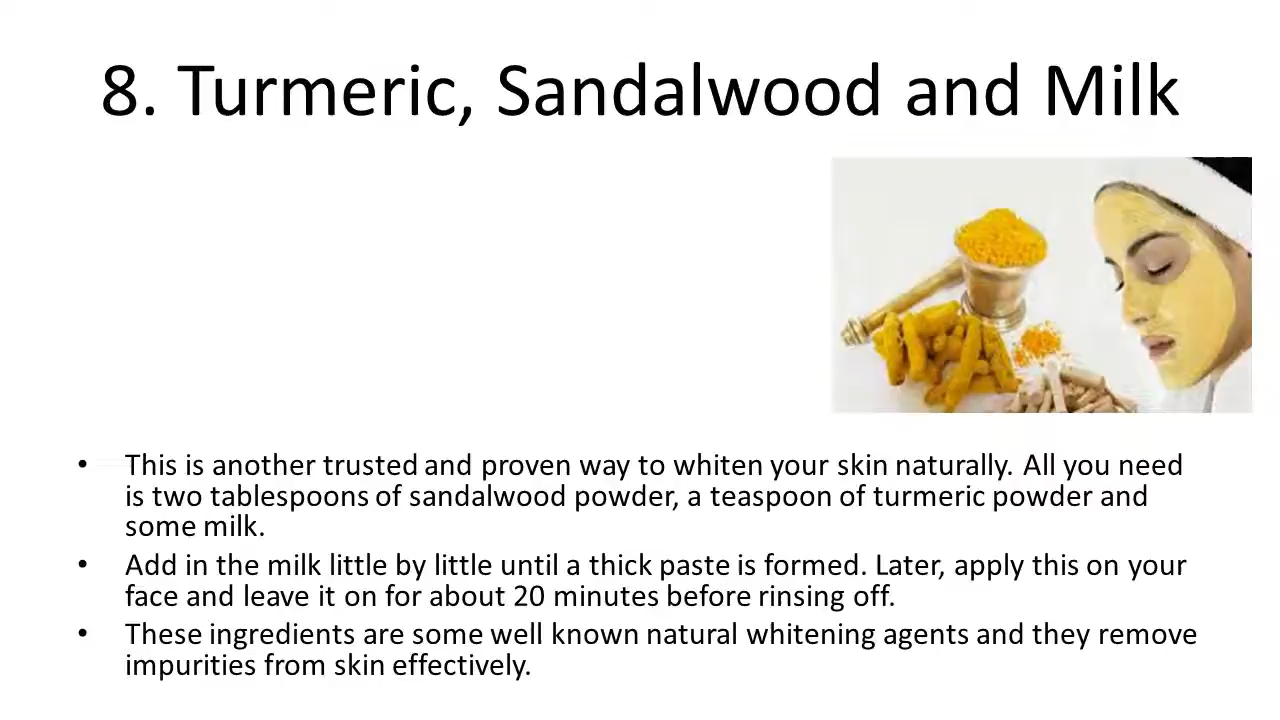 8. Turmeric, Sandalwood and Milk
• This is another trusted and proven way to whiten your skin naturally. All you need
is two tablespoons of sandalwood powder, a teaspoon of turmeric powder and
some milk.
• Add in the milk little by little until a thick paste is formed. Later, apply this on your
face and leave it on for about 20 minutes before rinsing off.
• These ingredients are some well known natural whitening agents and they remove
impurities from skin effectively.